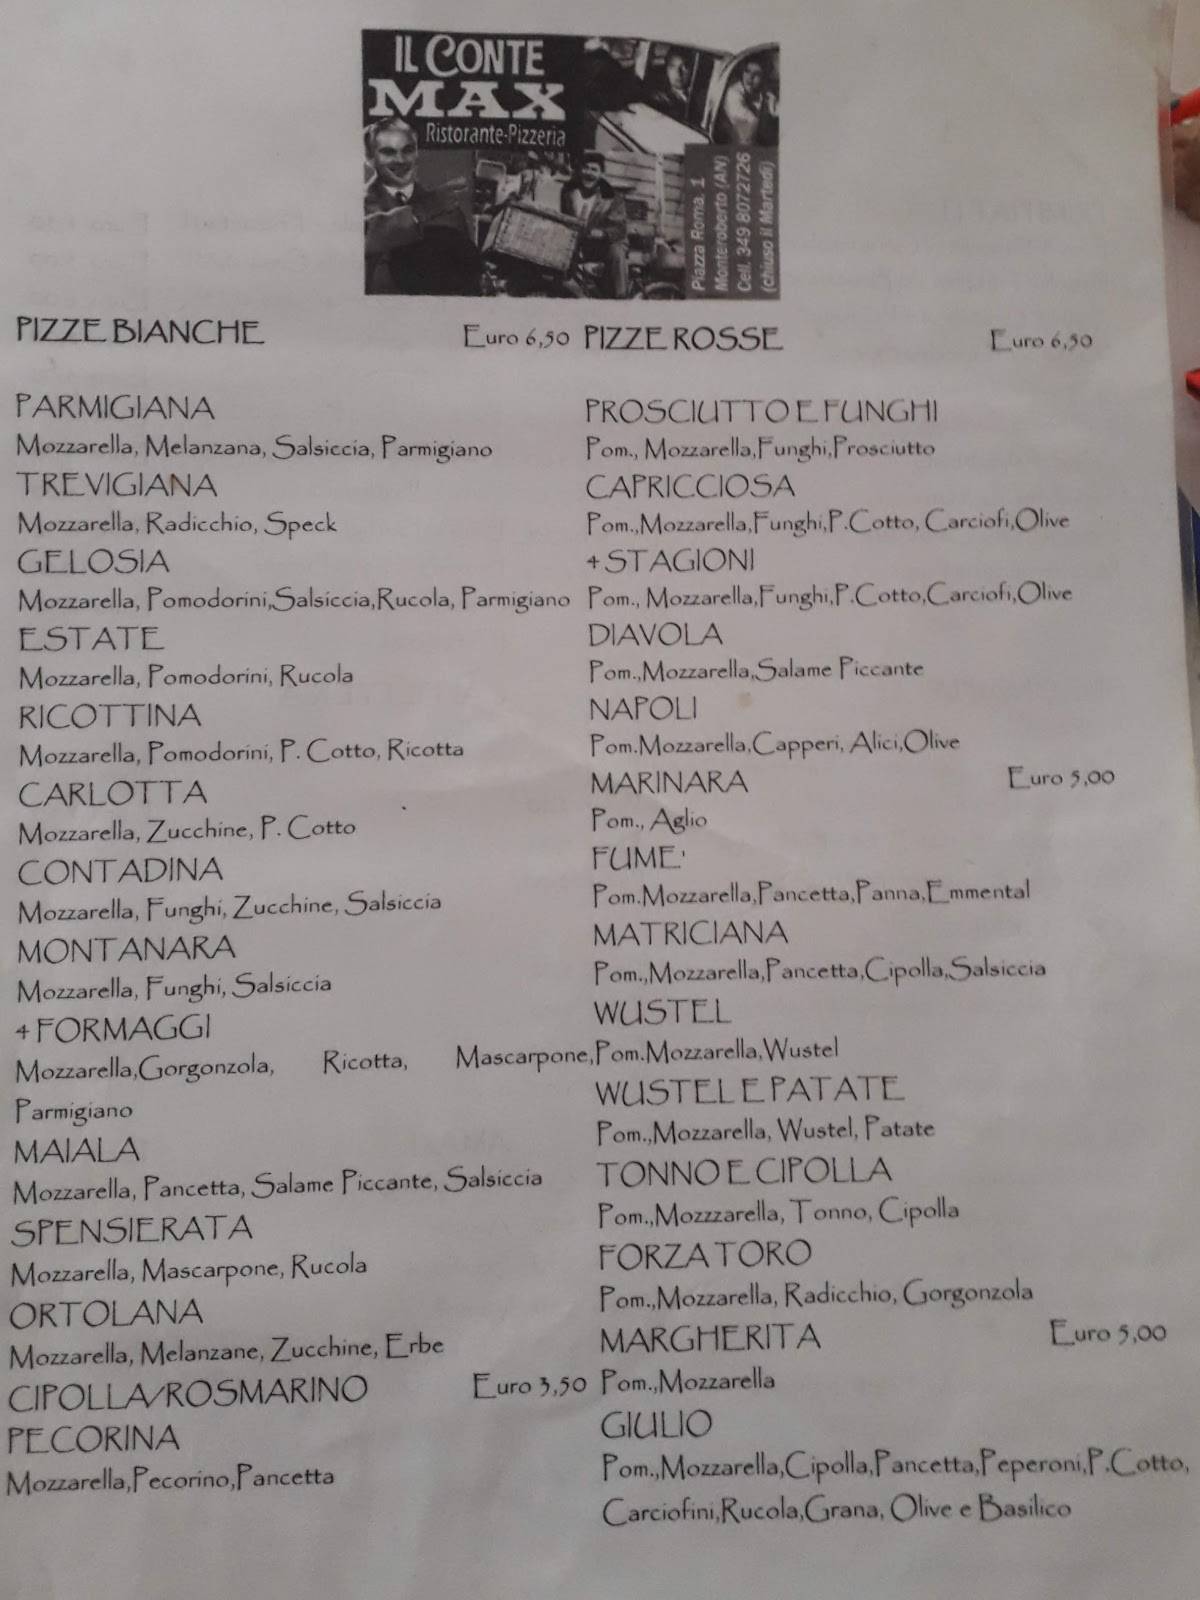 IL CONTE
MAX
Ristorante-Pizzeria
Piazza Roma, 1
Monteroberto (AN)
Cell. 349 8072726
(chiuso il Martedì)
PIZZE BIANCHE Euro 6,50
PARMIGIANA
Mozzarella, Melanzana, Salsiccia, Parmigiano
TREVIGIANA
Mozzarella, Radicchio, Speck
GELOSIA
Mozzarella, Pomodorini,Salsiccia,Rucola, Parmigiano
ESTATE
Mozzarella, Pomodorini, Rucola
RICOTTINA
Mozzarella, Pomodorini, P. Cotto, Ricotta
CARLOTTA
Mozzarella, Zucchine, P. Cotto
CONTADINA
Mozzarella, Funghi, Zucchine, Salsiccia
MONTANARA
Mozzarella, Funghi, Salsiccia
4 FORMAGGI
Mozzarella,Gorgonzola, Ricotta, Mascarpone,
Parmigiano
MAIALA
Mozzarella, Pancetta, Salame Piccante, Salsiccia
SPENSIERATA
Mozzarella, Mascarpone, Rucola
ORTOLANA
Mozzarella, Melanzane, Zucchine, Erbe
CIPOLLA/ROSMARINO Euro 3,50
PECORINA
Mozzarella,Pecorino,Pancetta
PIZZE ROSSE Euro 6,50
PROSCIUTTO E FUNGHI
Pom., Mozzarella,Funghi,Prosciutto
CAPRICCIOSA
Pom.,Mozzarella,Funghi,P.Cotto, Carciofi,Olive
4 STAGIONI
Pom., Mozzarella,Funghi,P.Cotto,Carciofi,Olive
DIAVOLA
Pom.,Mozzarella,Salame Piccante
NAPOLI
Pom.Mozzarella,Capperi, Alici,Olive
MARINARA Euro 5,00
Pom., Aglio
FUME'
Pom.Mozzarella,Pancetta,Panna,Emmental
MATRICIANA
Pom.,Mozzarella,Pancetta,Cipolla,Salsiccia
WUSTEL
Pom.Mozzarella,Wustel
WUSTEL E PATATE
Pom.,Mozzarella, Wustel, Patate
TONNO E CIPOLLA
Pom.,Mozzzarella, Tonno, Cipolla
FORZA TORO
Pom.,Mozzarella, Radicchio, Gorgonzola
MARGHERITA Euro 5,00
Pom.,Mozzarella
GIULIO
Pom.,Mozzarella,Cipolla,Pancetta,Peperoni,P.Cotto,
Carciofini,Rucola,Grana, Olive e Basilico